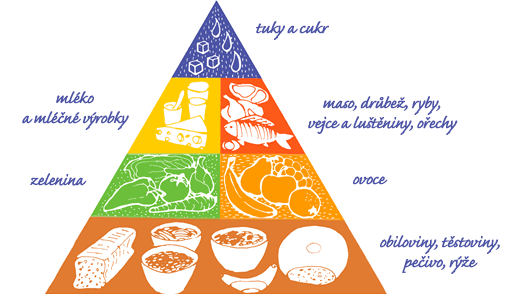 tuky a cukr
mléko
a mléčné výrobky
maso, drůbež, ryby,
vejce a luštěniny, ořechy
zelenina
ovoce
obiloviny, těstoviny,
pečivo, rýže